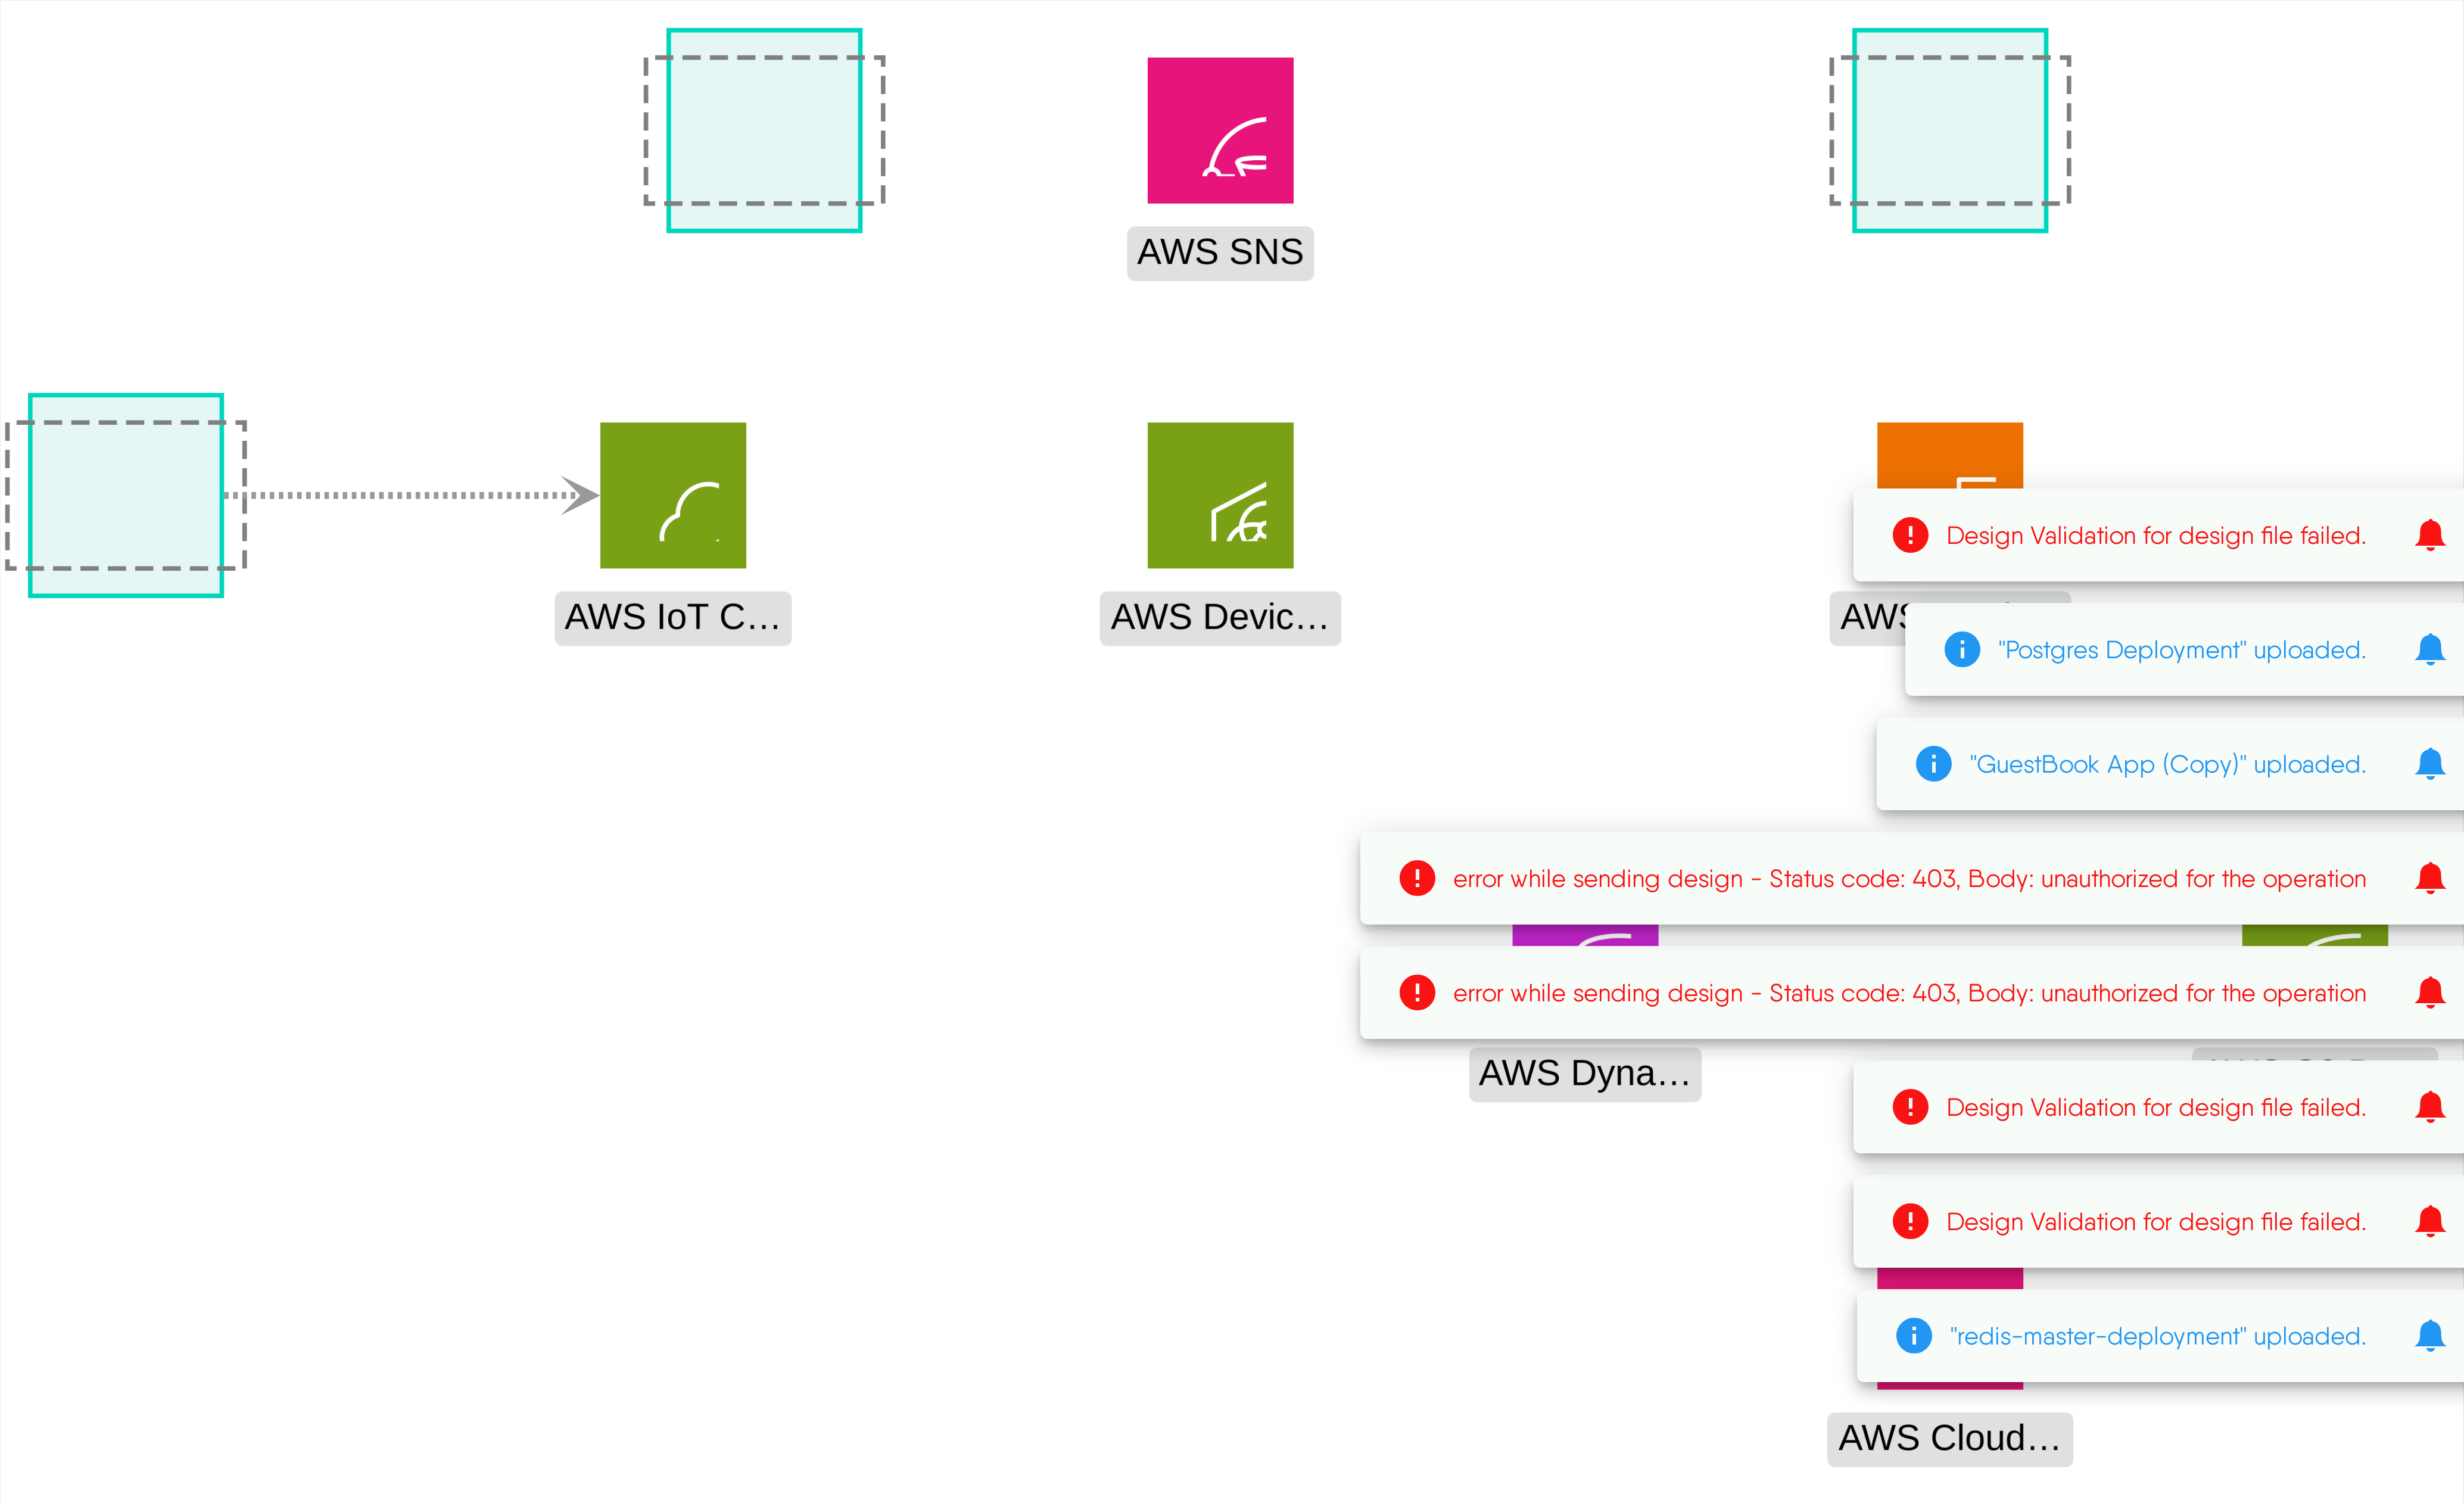 AWS SNS
AWS IoT C...
AWS Devic...
Design Validation for design file failed.
"Postgres Deployment" uploaded.
"GuestBook App (Copy)" uploaded.
error while sending design - Status code: 403, Body: unauthorized for the operation
error while sending design - Status code: 403, Body: unauthorized for the operation
AWS Dyna...
Design Validation for design file failed.
Design Validation for design file failed.
"redis-master-deployment" uploaded.
AWS Cloud...